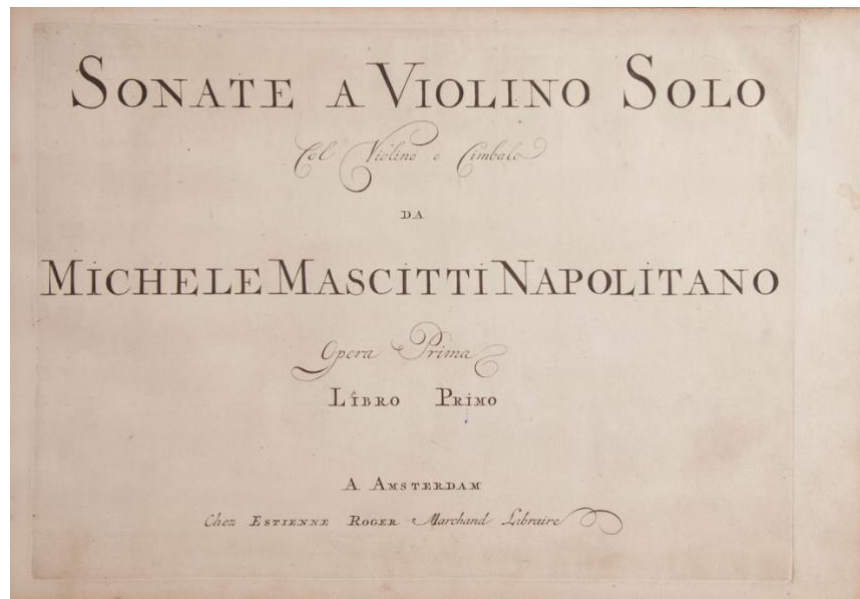 SONATE A VIOLINO SOLO
Col Violino e Cimbalo
DA
MICHELE MASCITTI NAPOLITANO
Opera Prima
LIBRO PRIMO
A AMSTERDAM
Chez ESTIENNE ROGER Marchand Libraire